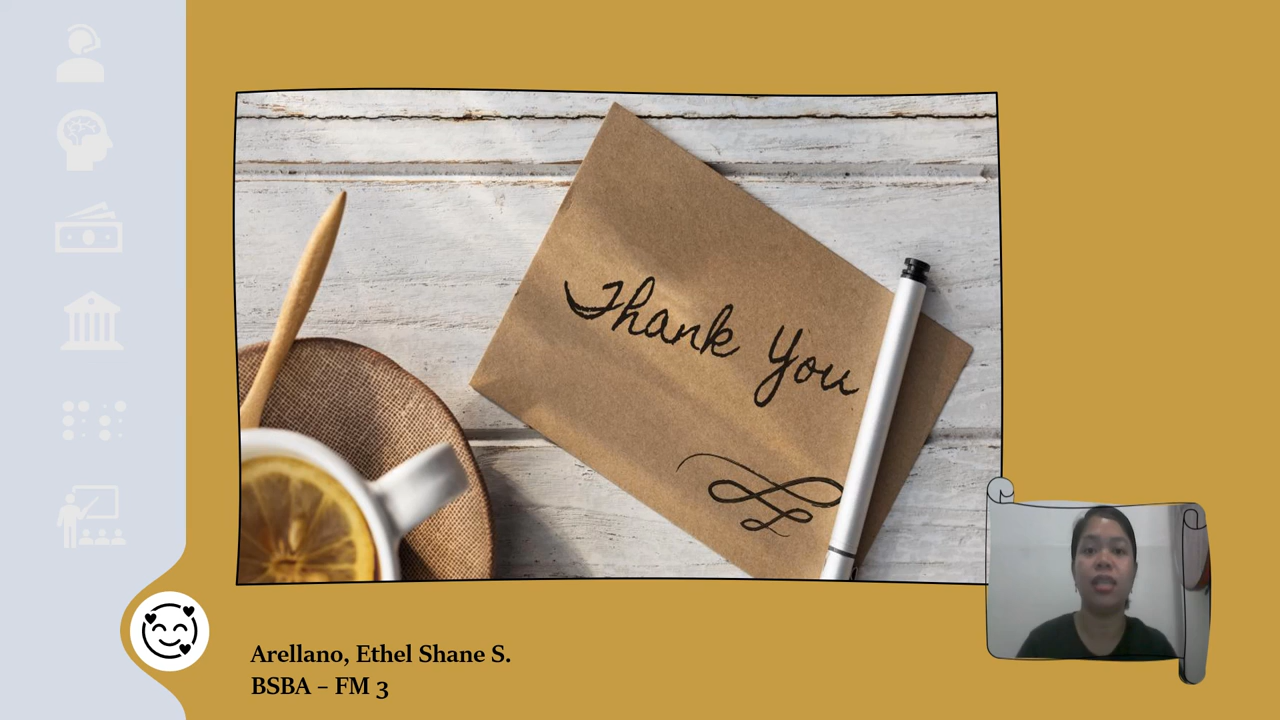 Thank You
Arellano, Ethel Shane S.
BSBA – FM 3